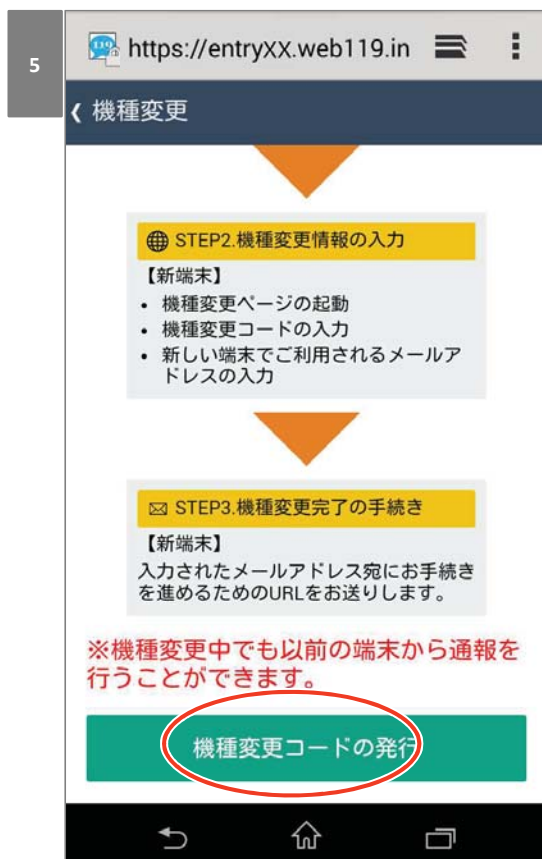 5
https://entryXX.web119.in
機種変更
STEP2.機種変更情報の入力
【新端末】
• 機種変更ページの起動
• 機種変更コードの入力
• 新しい端末でご利用されるメールア
ドレスの入力
STEP3.機種変更完了の手続き
【新端末】
入力されたメールアドレス宛にお手続き
を進めるためのURLをお送りします。
※機種変更中でも以前の端末から通報を
行うことができます。
機種変更コードの発行